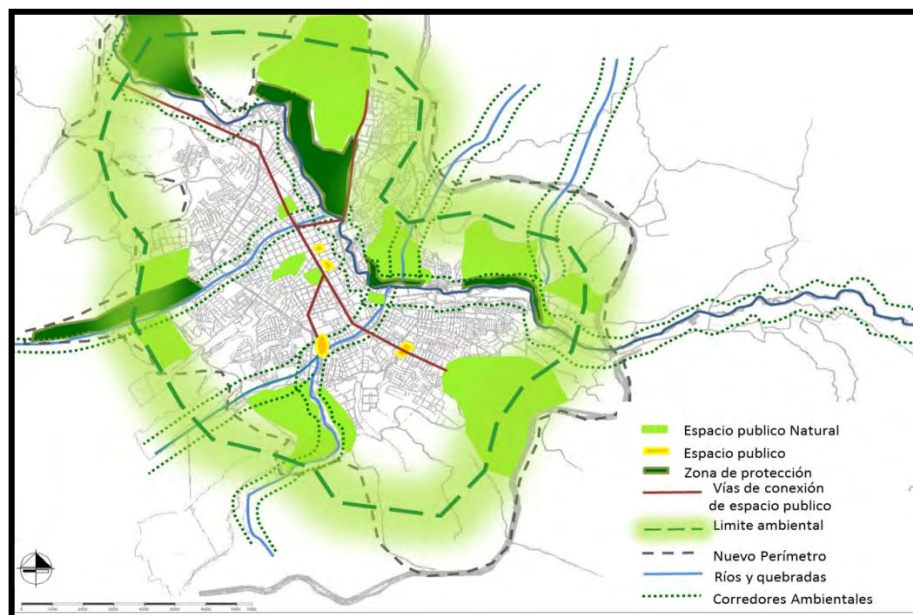 Espacio publico Natural
Espacio publico
Zona de protección
Vías de conexión
de espacio publico
Limite ambiental
Nuevo Perímetro
Ríos y quebradas
Corredores Ambientales